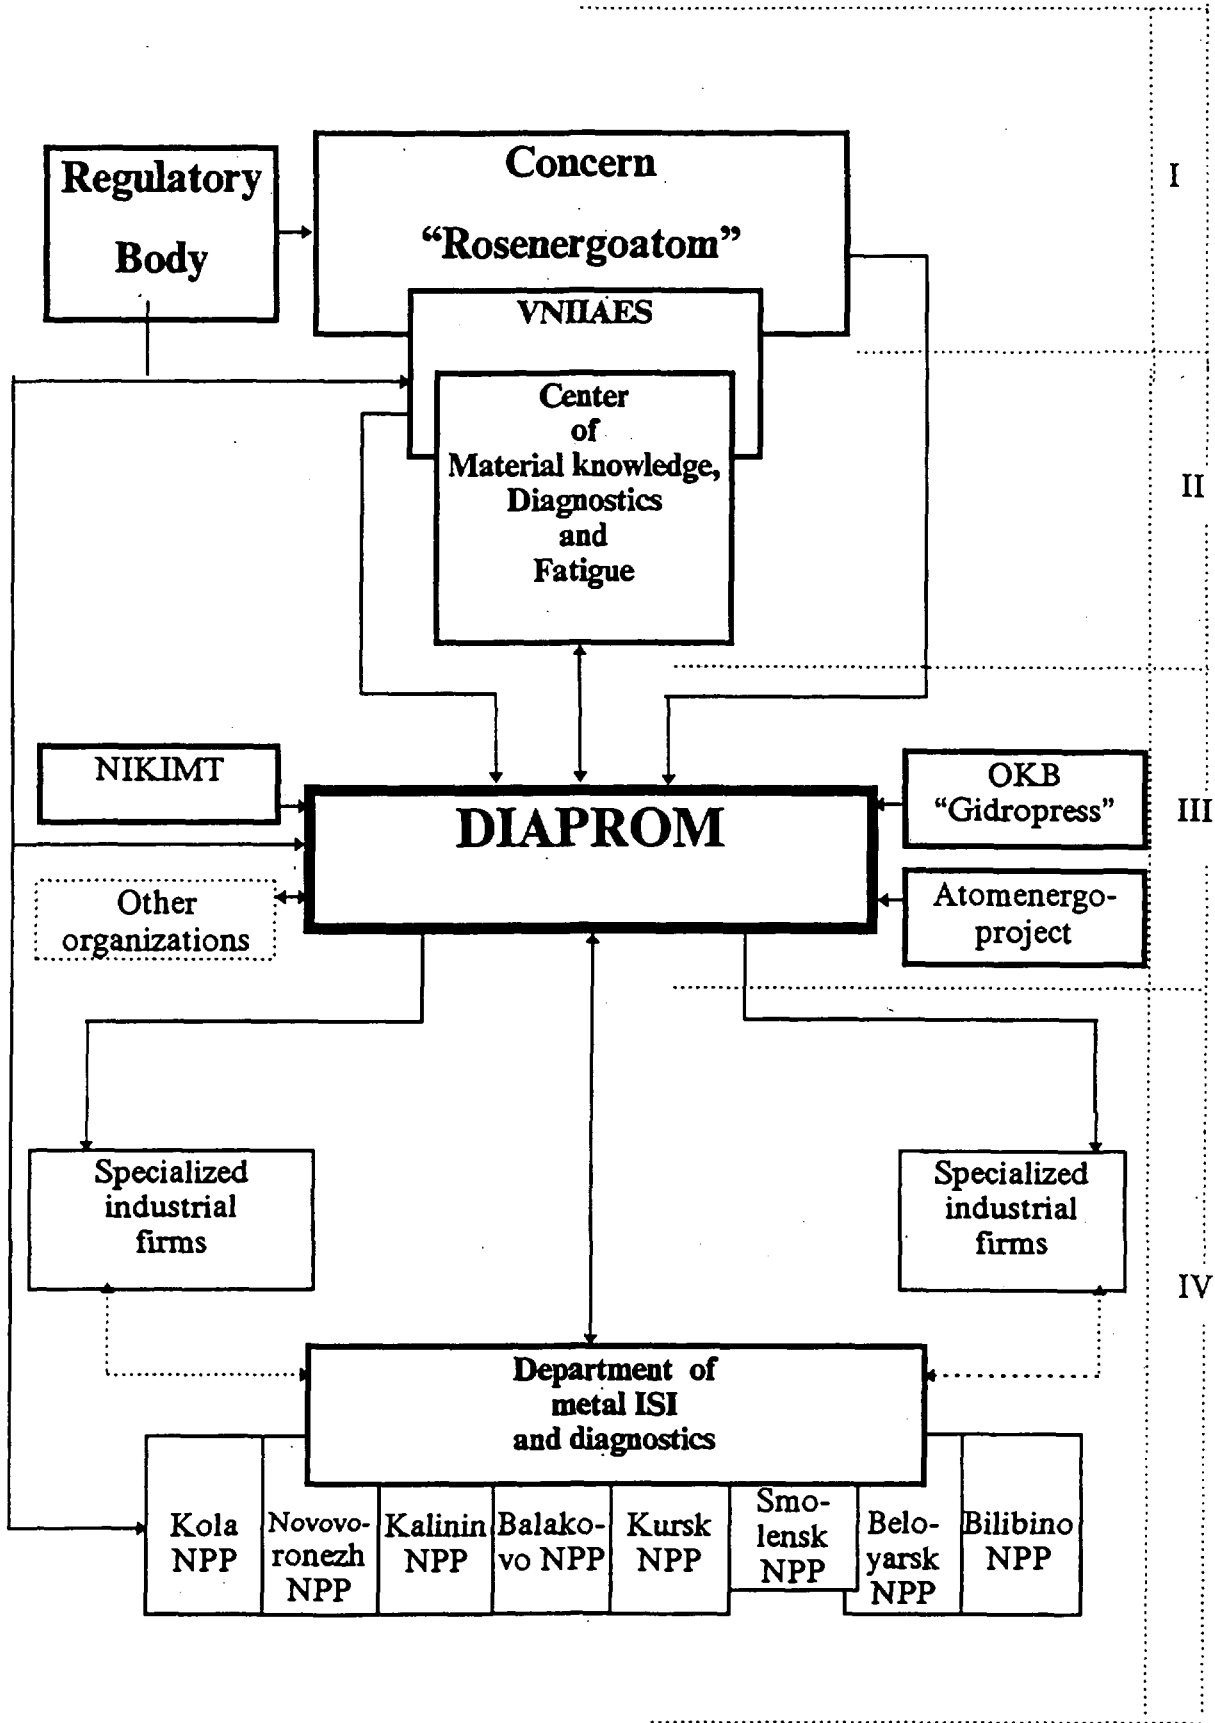 I
Regulatory
Body
Concern
“Rosenergoatom”
VNIIAES
Center
of
Material knowledge,
Diagnostics
and
Fatigue
II
NIKIMT
DIAPROM
OKB
“Gidropress”
III
Other
organizations
Atomenergo-
project
Specialized
industrial
firms
Specialized
industrial
firms
IV
Department of
metal ISI
and diagnostics
Kola
NPP
Novovo-
ronezh
NPP
Kalinin
NPP
Balako-
vo NPP
Kursk
NPP
Smo-
lensk
NPP
Belo-
yarsk
NPP
Bilibino
NPP